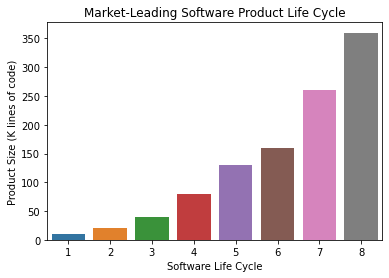 Market-Leading Software Product Life Cycle
Product Size (K lines of code)
350
300
250
200
150
100
50
0
1 2 3 4 5 6 7 8
Software Life Cycle